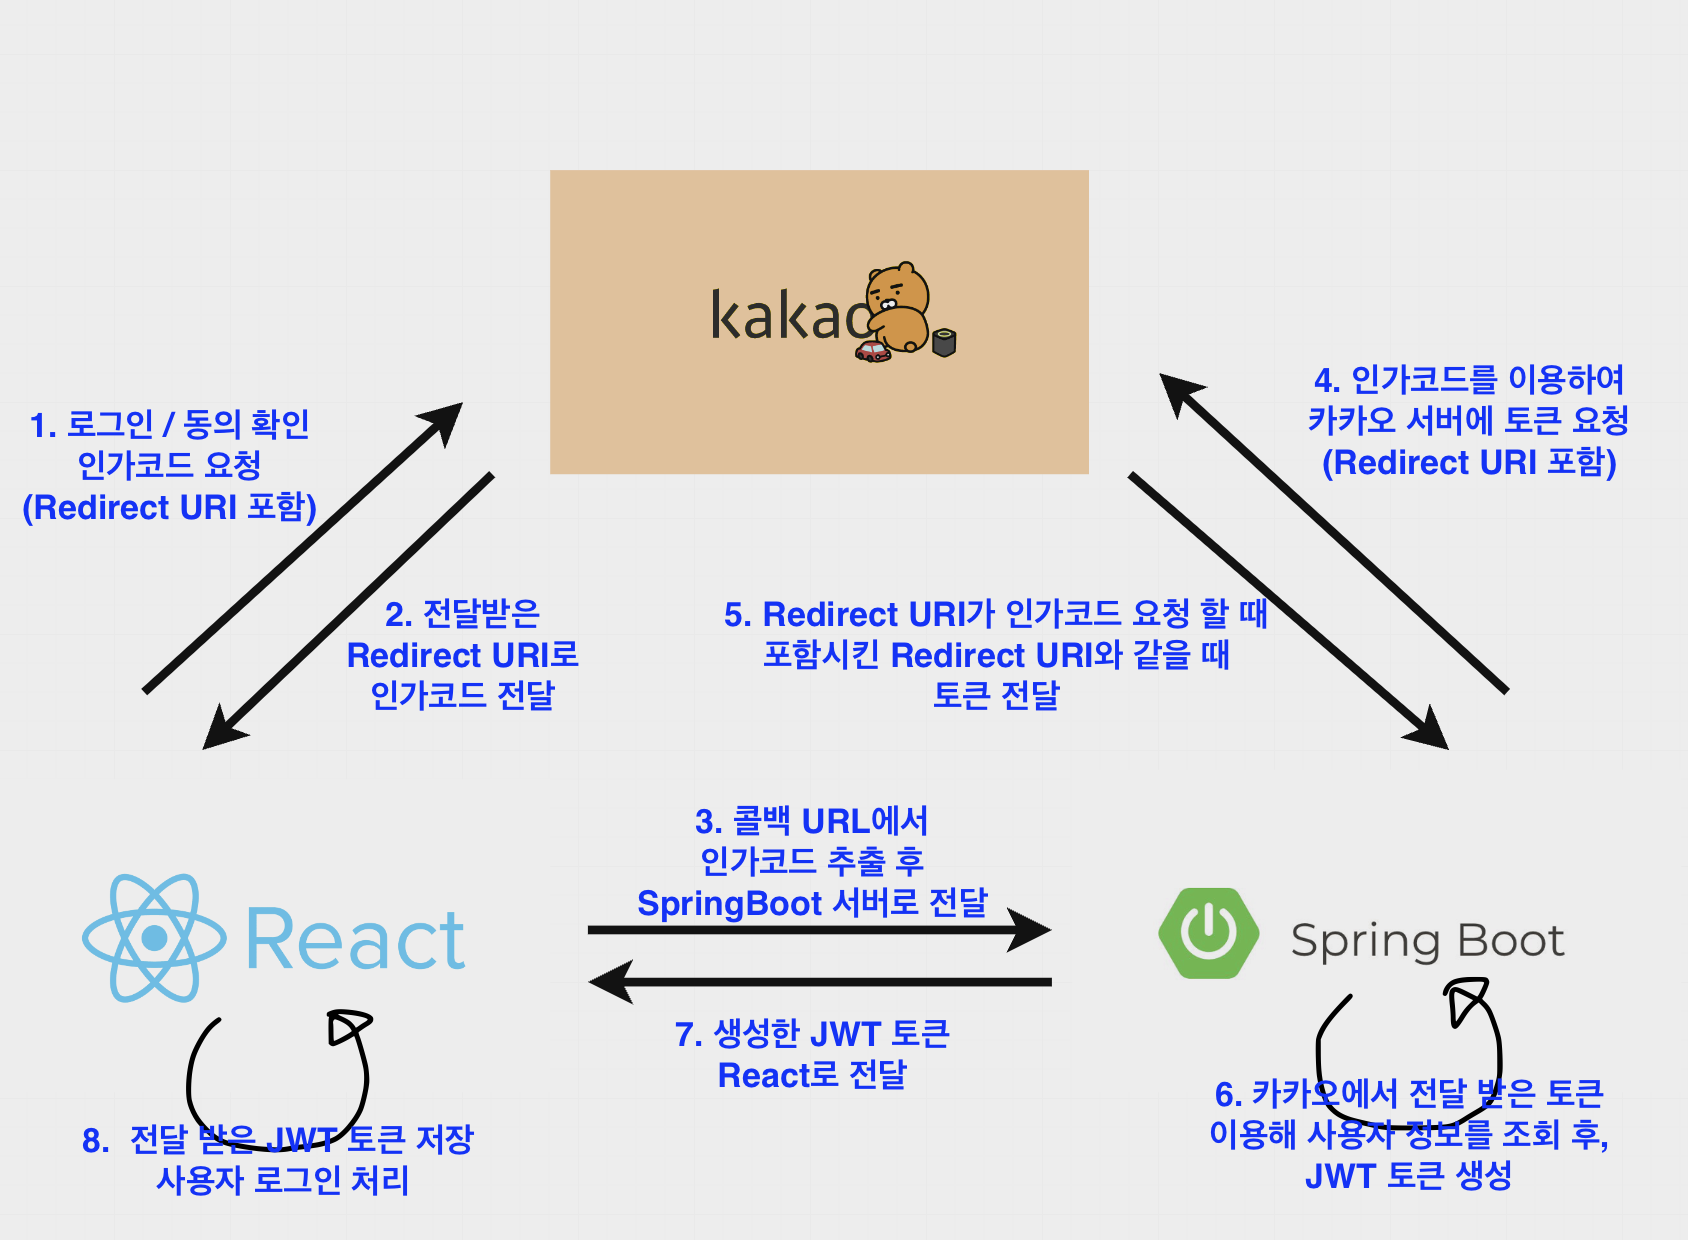 kakao
1. 로그인 / 동의 확인
인가코드 요청
(Redirect URI 포함)
4. 인가코드를 이용하여
카카오 서버에 토큰 요청
(Redirect URI 포함)
2. 전달받은
Redirect URI로
인가코드 전달
5. Redirect URI가 인가코드 요청 할 때
포함시킨 Redirect URI와 같을 때
토큰 전달
3. 콜백 URL에서
인가코드 추출 후
SpringBoot 서버로 전달
React
Spring Boot
7. 생성한 JWT 토큰
React로 전달
6. 카카오에서 전달 받은 토큰
이용해 사용자 정보를 조회 후,
JWT 토큰 생성
8. 전달 받은 JWT 토큰 저장
사용자 로그인 처리